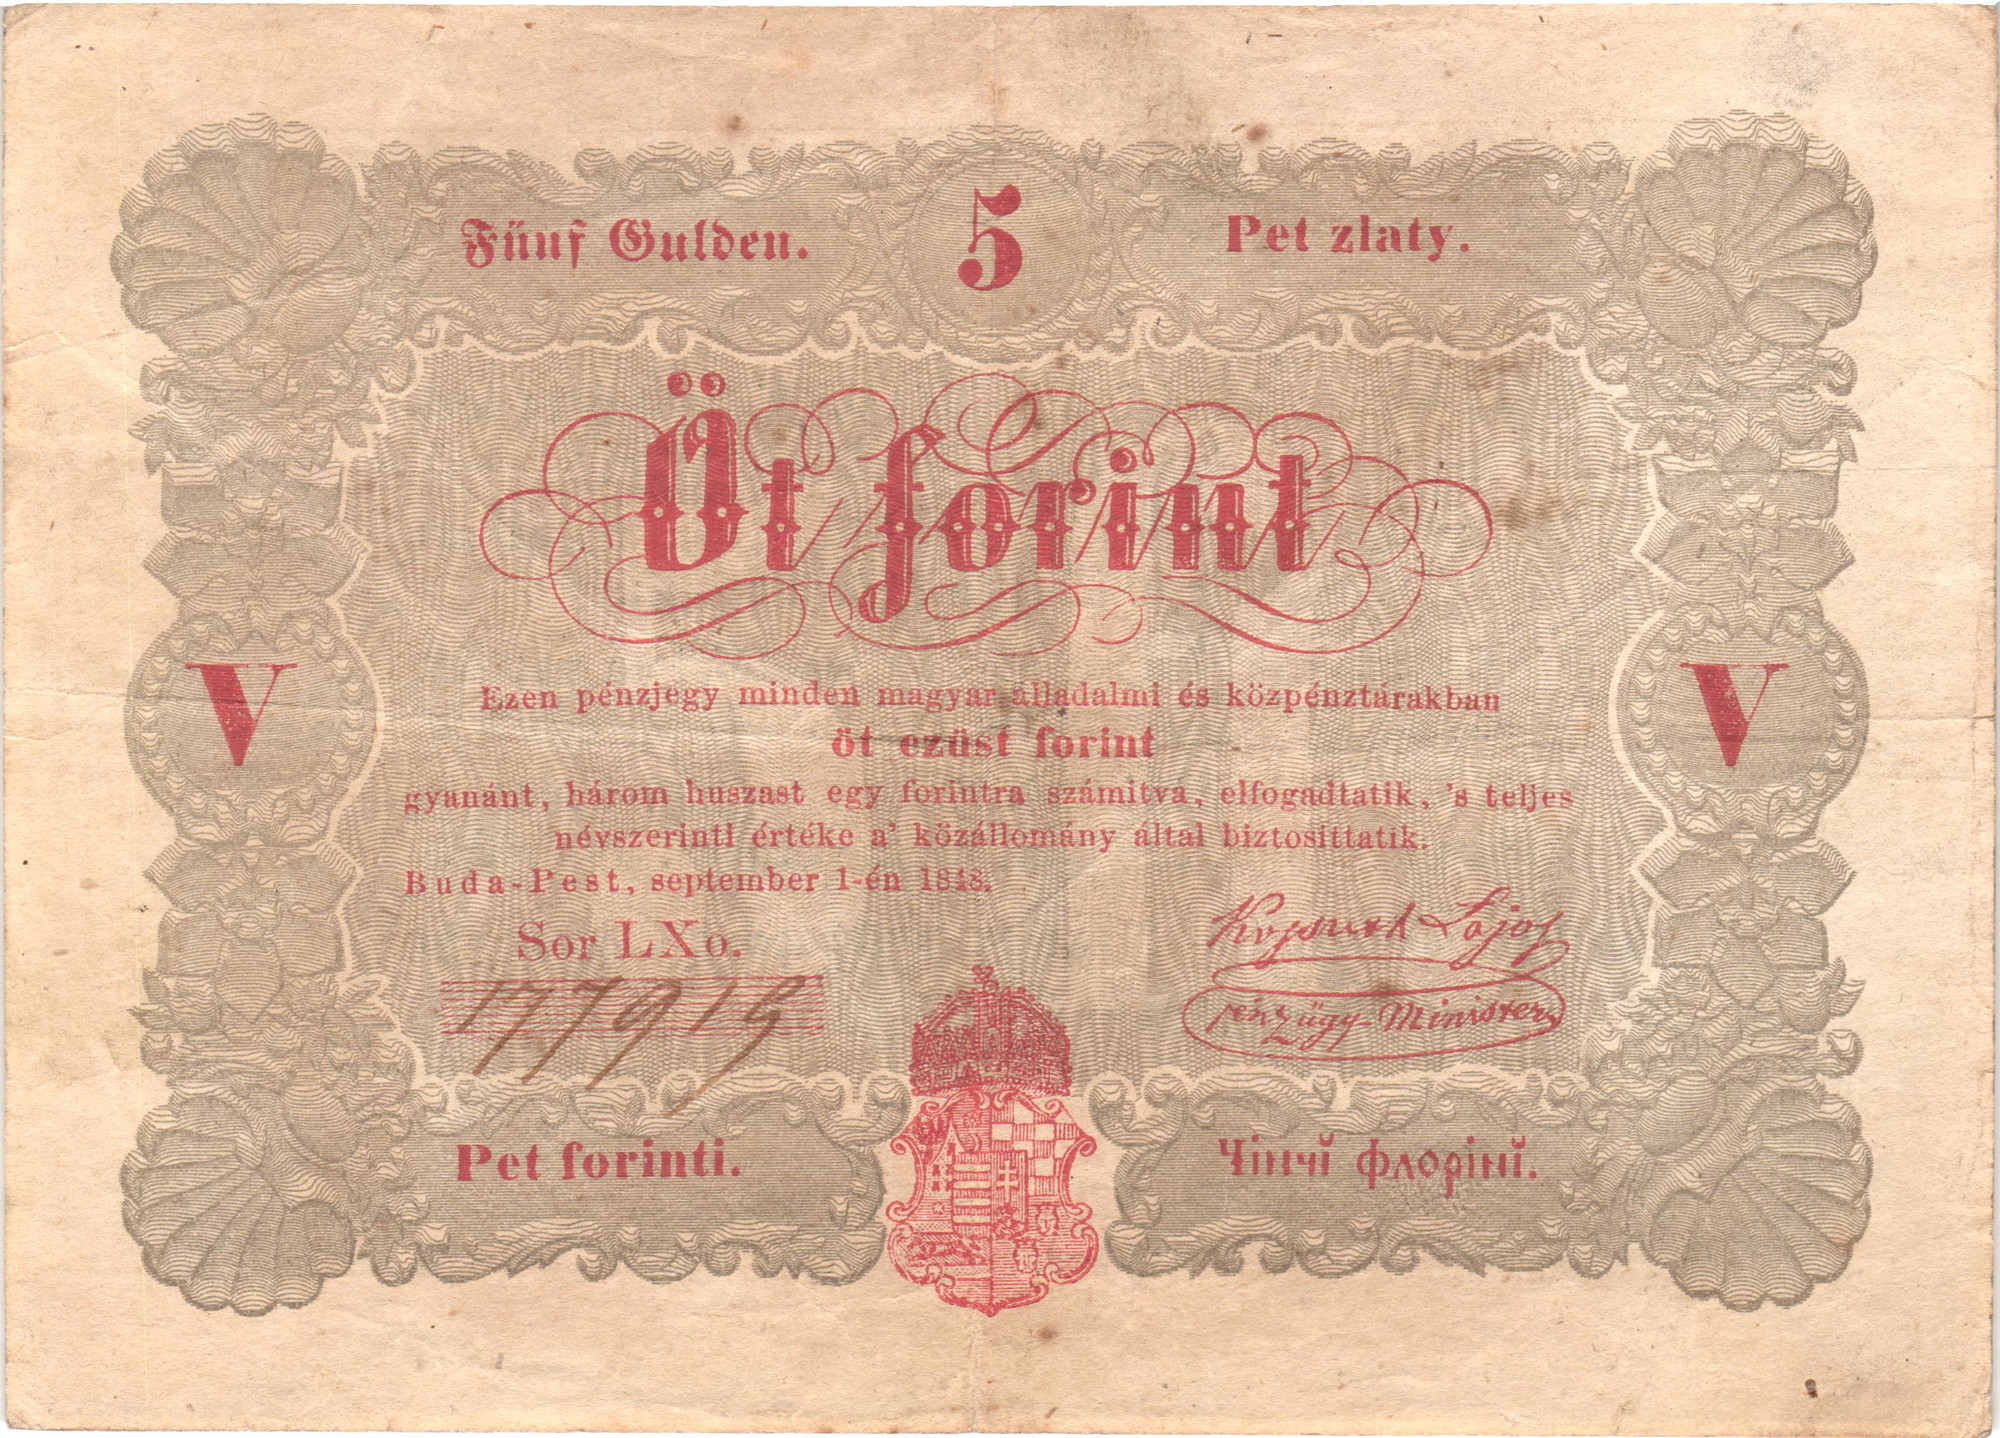 Fünf Gulden.
5
Pet zlaty.
Öt forint
V
V
Ezen pénzjegy minden magyar álladalmi és közpénztárakban
öt ezüst forint
gyanánt, három huszast egy forintra számitva, elfogadtatik, 's teljes
névszerinti értéke a' közállomány által biztosittatik.
Buda-Pest, september 1-én 1848.
Sor LXo.
177919
Kossuth Lajos
pénzügy-Minister
Pet forinti.
Чінчї флорінї.